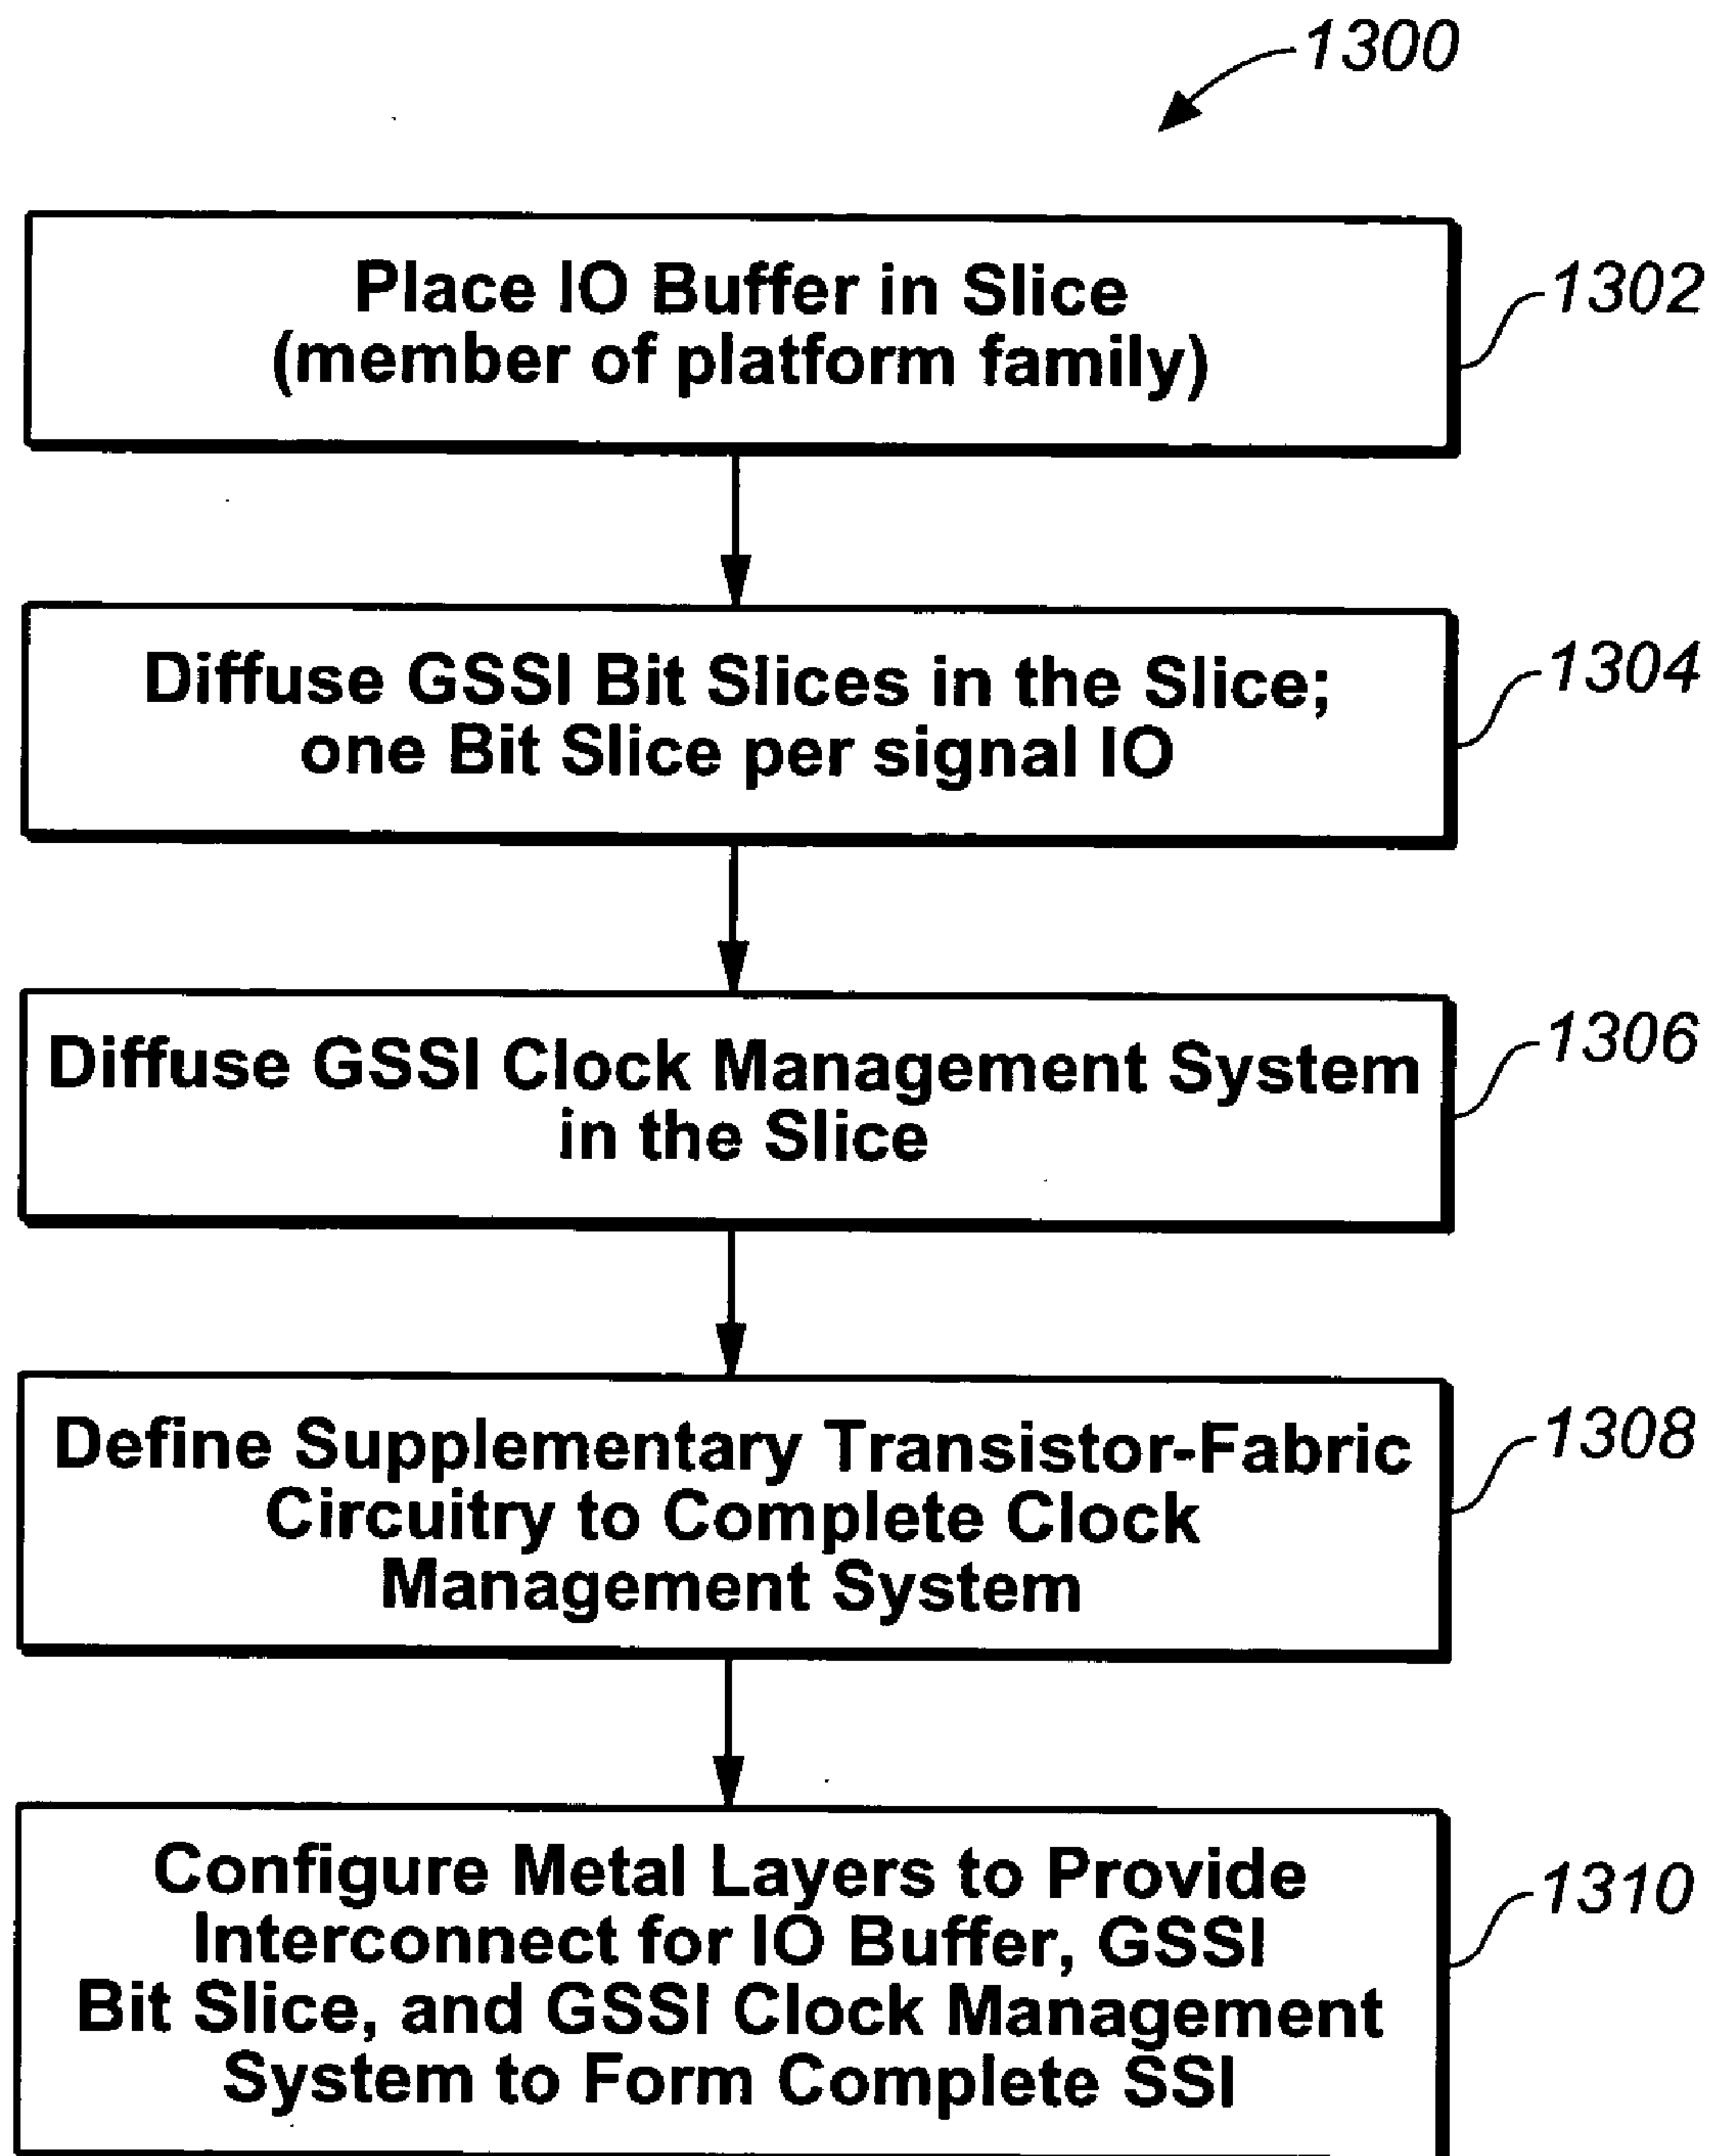 1300
Place IO Buffer in Slice
(member of platform family)
1302
Diffuse GSSI Bit Slices in the Slice;
one Bit Slice per signal IO
1304
Diffuse GSSI Clock Management System
in the Slice
1306
Define Supplementary Transistor-Fabric
Circuitry to Complete Clock
Management System
1308
Configure Metal Layers to Provide
Interconnect for IO Buffer, GSSI
Bit Slice, and GSSI Clock Management
System to Form Complete SSI
1310